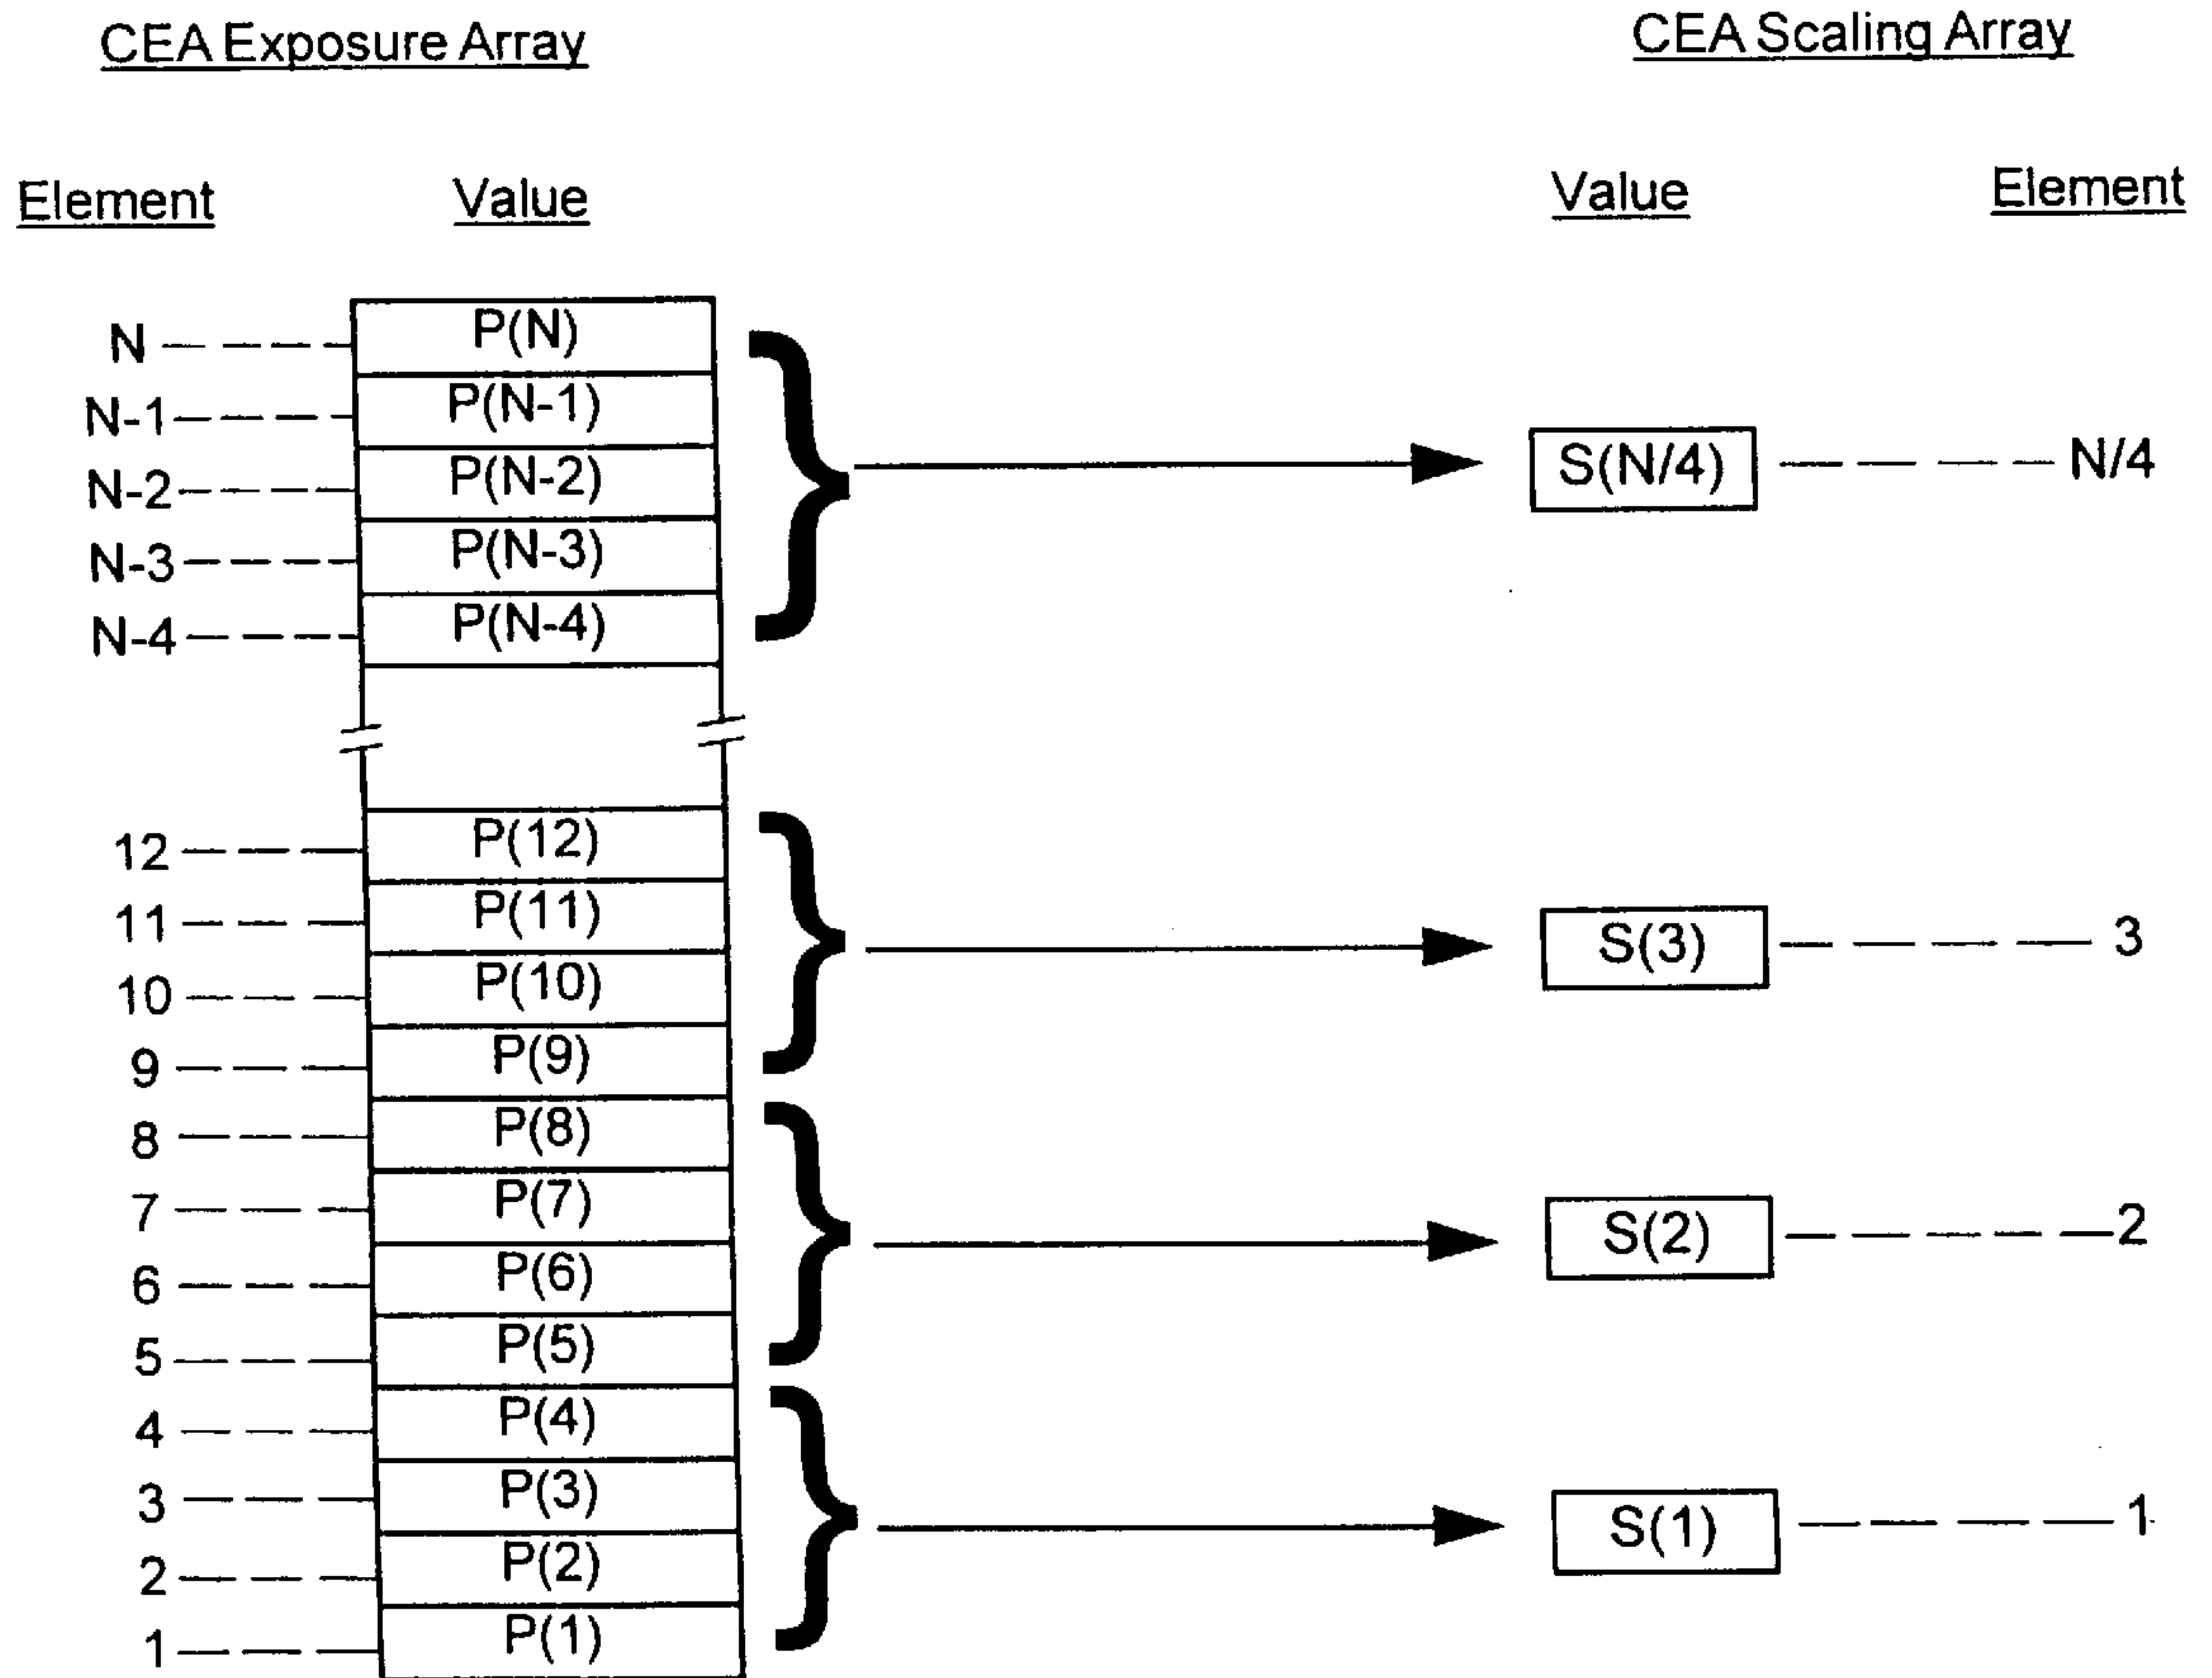 CEA Exposure Array CEA Scaling Array
Element Value Value Element
N P(N)
N-1 P(N-1)
N-2 P(N-2) S(N/4) N/4
N-3 P(N-3)
N-4 P(N-4)
12 P(12)
11 P(11)
10 P(10) S(3) 3
9 P(9)
8 P(8)
7 P(7)
6 P(6) S(2) 2
5 P(5)
4 P(4)
3 P(3)
2 P(2) S(1) 1
1 P(1)